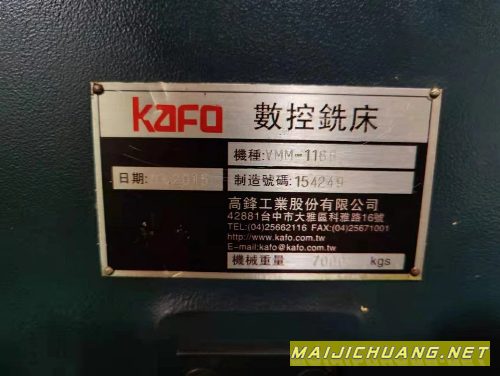 KAFO 數控銑床
機種:
日期: 2015 制造號碼:154249
高鋒工業股份有限公司
42881台中市大雅區科雅路16號
TEL:(04)25662116 FAX:(04)25671001
http://www.kafo.com.tw
E-mail:kafo@kafo.com.tw
機械重量 kgs
MAIJICHUANG.NET